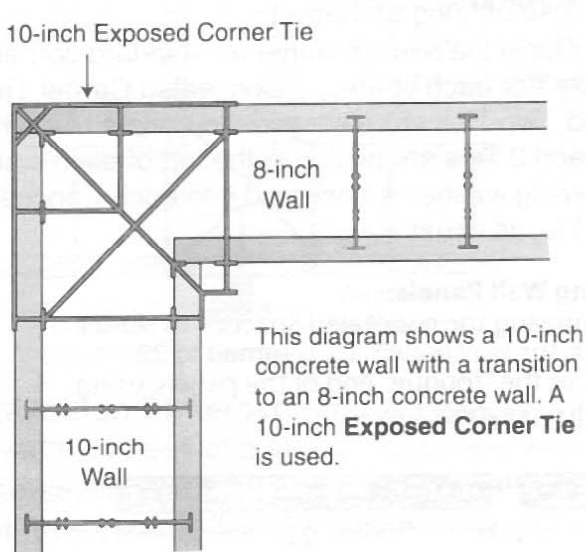 10-inch Exposed Corner Tie
8-inch
Wall
This diagram shows a 10-inch
concrete wall with a transition
to an 8-inch concrete wall. A
10-inch Exposed Corner Tie
is used.
10-inch
Wall